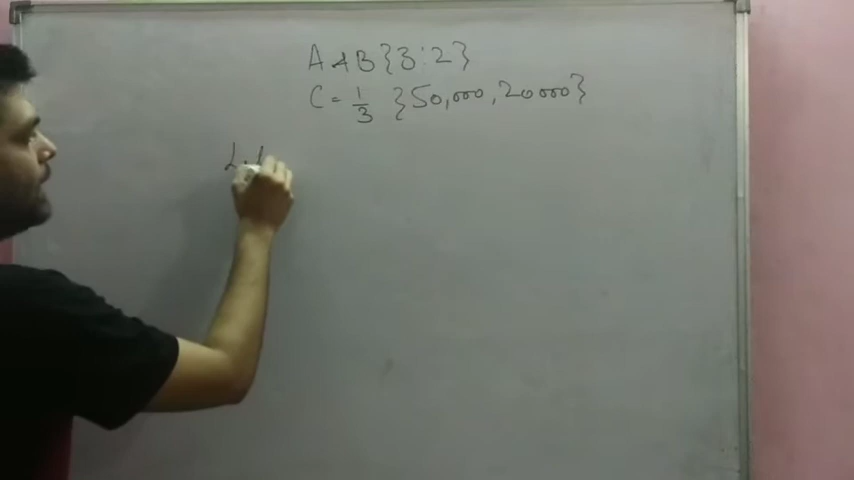 A & B {3:2}
C = 1/3 {50,000, 20000}